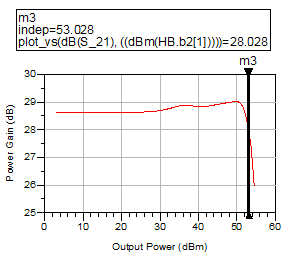 m3
indep=53.028
plot_vs(dB(S_21), ((dBm(HB.b2[1]))))=28.028
m3
30
29
28
27
26
25
0 10 20 30 40 50 60
Power Gain (dB)
Output Power (dBm)